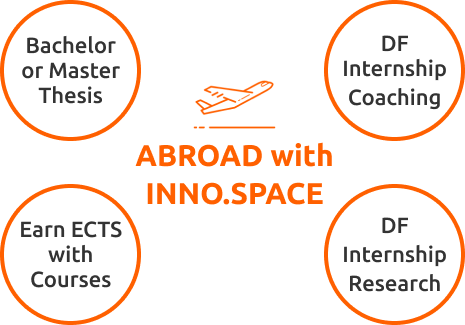 Bachelor
or Master
Thesis
DF
Internship
Coaching
ABROAD with
INNO.SPACE
Earn ECTS
with
Courses
DF
Internship
Research